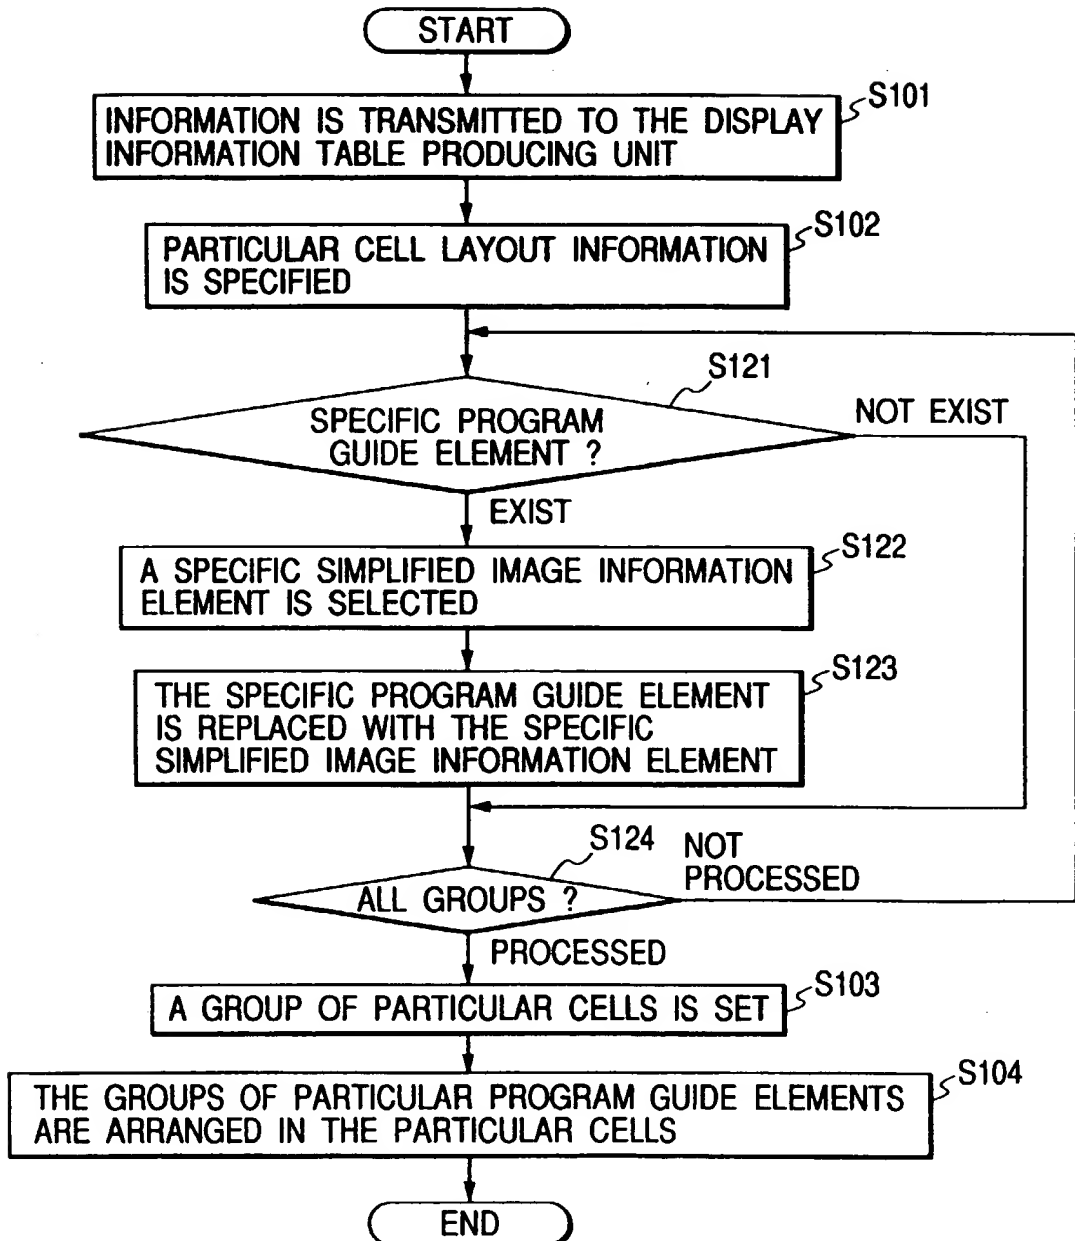 START
S101
INFORMATION IS TRANSMITTED TO THE DISPLAY
INFORMATION TABLE PRODUCING UNIT
S102
PARTICULAR CELL LAYOUT INFORMATION
IS SPECIFIED
S121
SPECIFIC PROGRAM
GUIDE ELEMENT ?
NOT EXIST
EXIST
S122
A SPECIFIC SIMPLIFIED IMAGE INFORMATION
ELEMENT IS SELECTED
S123
THE SPECIFIC PROGRAM GUIDE ELEMENT
IS REPLACED WITH THE SPECIFIC
SIMPLIFIED IMAGE INFORMATION ELEMENT
S124
ALL GROUPS ?
NOT
PROCESSED
PROCESSED
S103
A GROUP OF PARTICULAR CELLS IS SET
S104
THE GROUPS OF PARTICULAR PROGRAM GUIDE ELEMENTS
ARE ARRANGED IN THE PARTICULAR CELLS
END